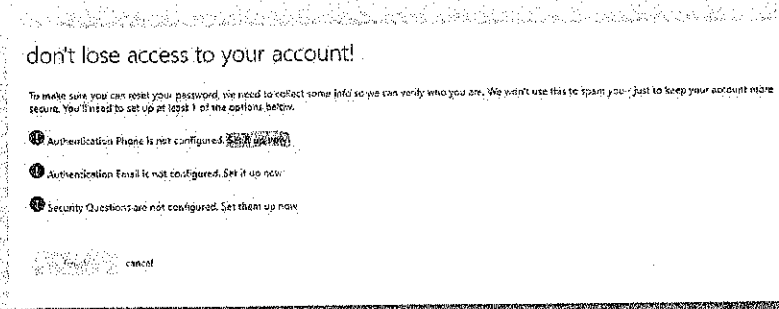 don't lose access to your account!
To make sure you can reset your password, we need to collect some info so we can verify who you are. We won't use this to spam you - just to keep your account more
secure. You'll need to set up at least 1 of the options below.
Authentication Phone is not configured. Set it up now
Authentication Email is not configured. Set it up now
Security Questions are not configured. Set them up now
cancel